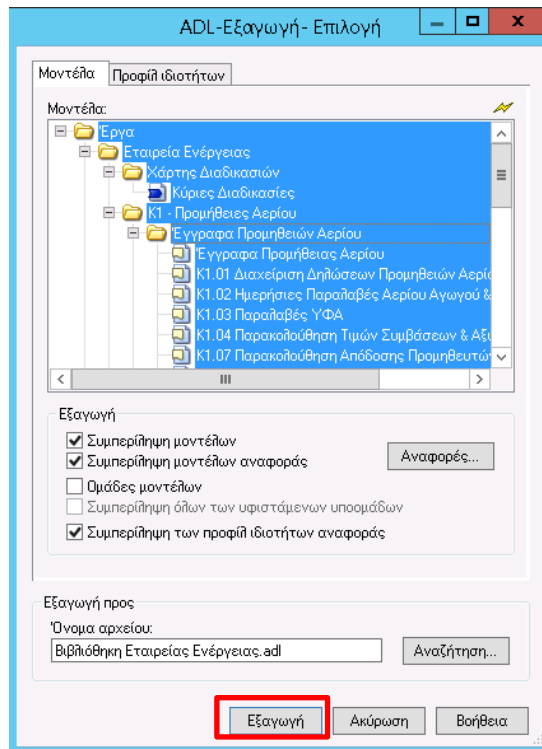 ADL-Εξαγωγή- Επιλογή
Μοντέλα Προφίλ ιδιοτήτων
Μοντέλα:
Έργα
Εταιρεία Ενέργειας
Χάρτης Διαδικασιών
Κύριες Διαδικασίες
Κ1 - Προμήθειες Αερίου
Έγγραφα Προμηθειών Αερίου
Έγγραφα Προμήθειας Αερίου
Κ1.01 Διαχείριση Δηλώσεων Προμηθειών Αερίο
Κ1.02 Ημερήσιες Παραλαβές Αερίου Αγωγού &
Κ1.03 Παραλαβές ΥΦΑ
Κ1.04 Παρακολούθηση Τιμών Συμβάσεων & Αξι
Κ1.07 Παρακολούθηση Απόδοσης Προμηθευτώ
Εξαγωγή
Συμπερίληψη μοντέλων
Συμπερίληψη μοντέλων αναφοράς
Αναφορές...
Ομάδες μοντέλων
Συμπερίληψη όλων των υφιστάμενων υποομάδων
Συμπερίληψη των προφίλ ιδιοτήτων αναφοράς
Εξαγωγή προς
Όνομα αρχείου:
Βιβλιόθηκη Εταιρείας Ενέργειας.adl Αναζήτηση...
Εξαγωγή Ακύρωση Βοήθεια